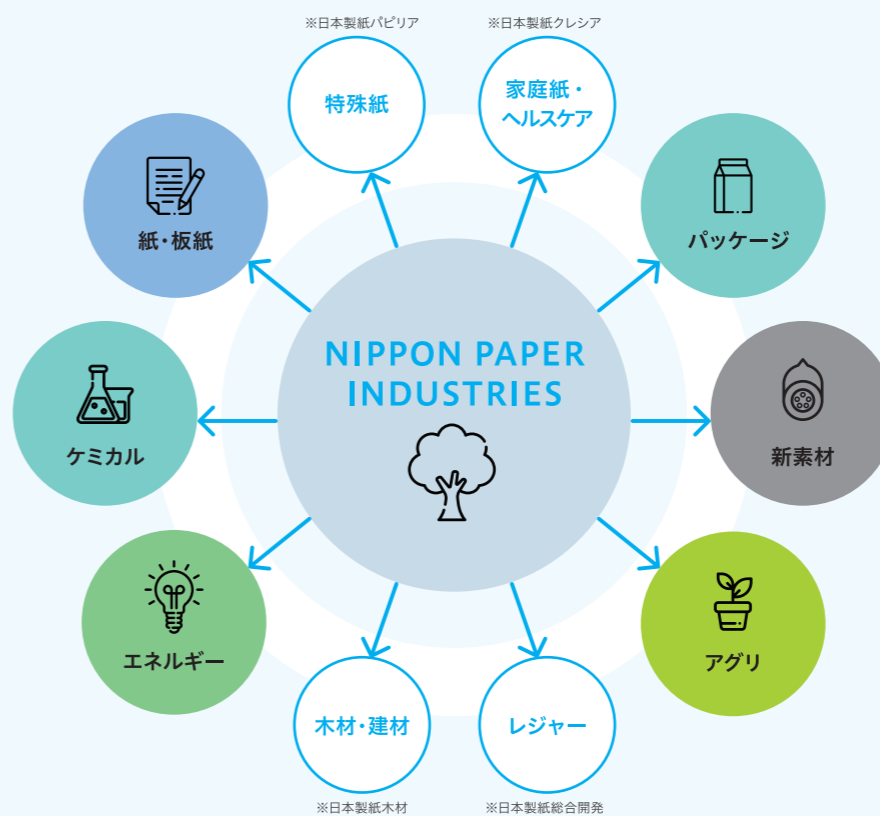 ※日本製紙パピリア
※日本製紙クレシア
特殊紙
家庭紙・
ヘルスケア
紙・板紙
パッケージ
NIPPON PAPER
INDUSTRIES
ケミカル
新素材
エネルギー
アグリ
木材・建材
レジャー
※日本製紙木材
※日本製紙総合開発